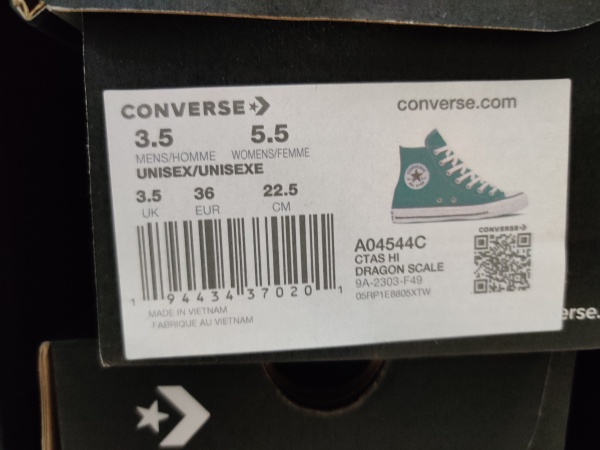 CONVERSE
converse.com
3.5 5.5
MENS/HOMME WOMENS/FEMME
UNISEX/UNISEXE
3.5 36 22.5
UK EUR CM
1 94434 37020 1
MADE IN VIETNAM
FABRIQUE AU VIETNAM
A04544C
CTAS HI
DRAGON SCALE
9A-2303-F49
05RP1E8805XTW
CONVERSE
erse.